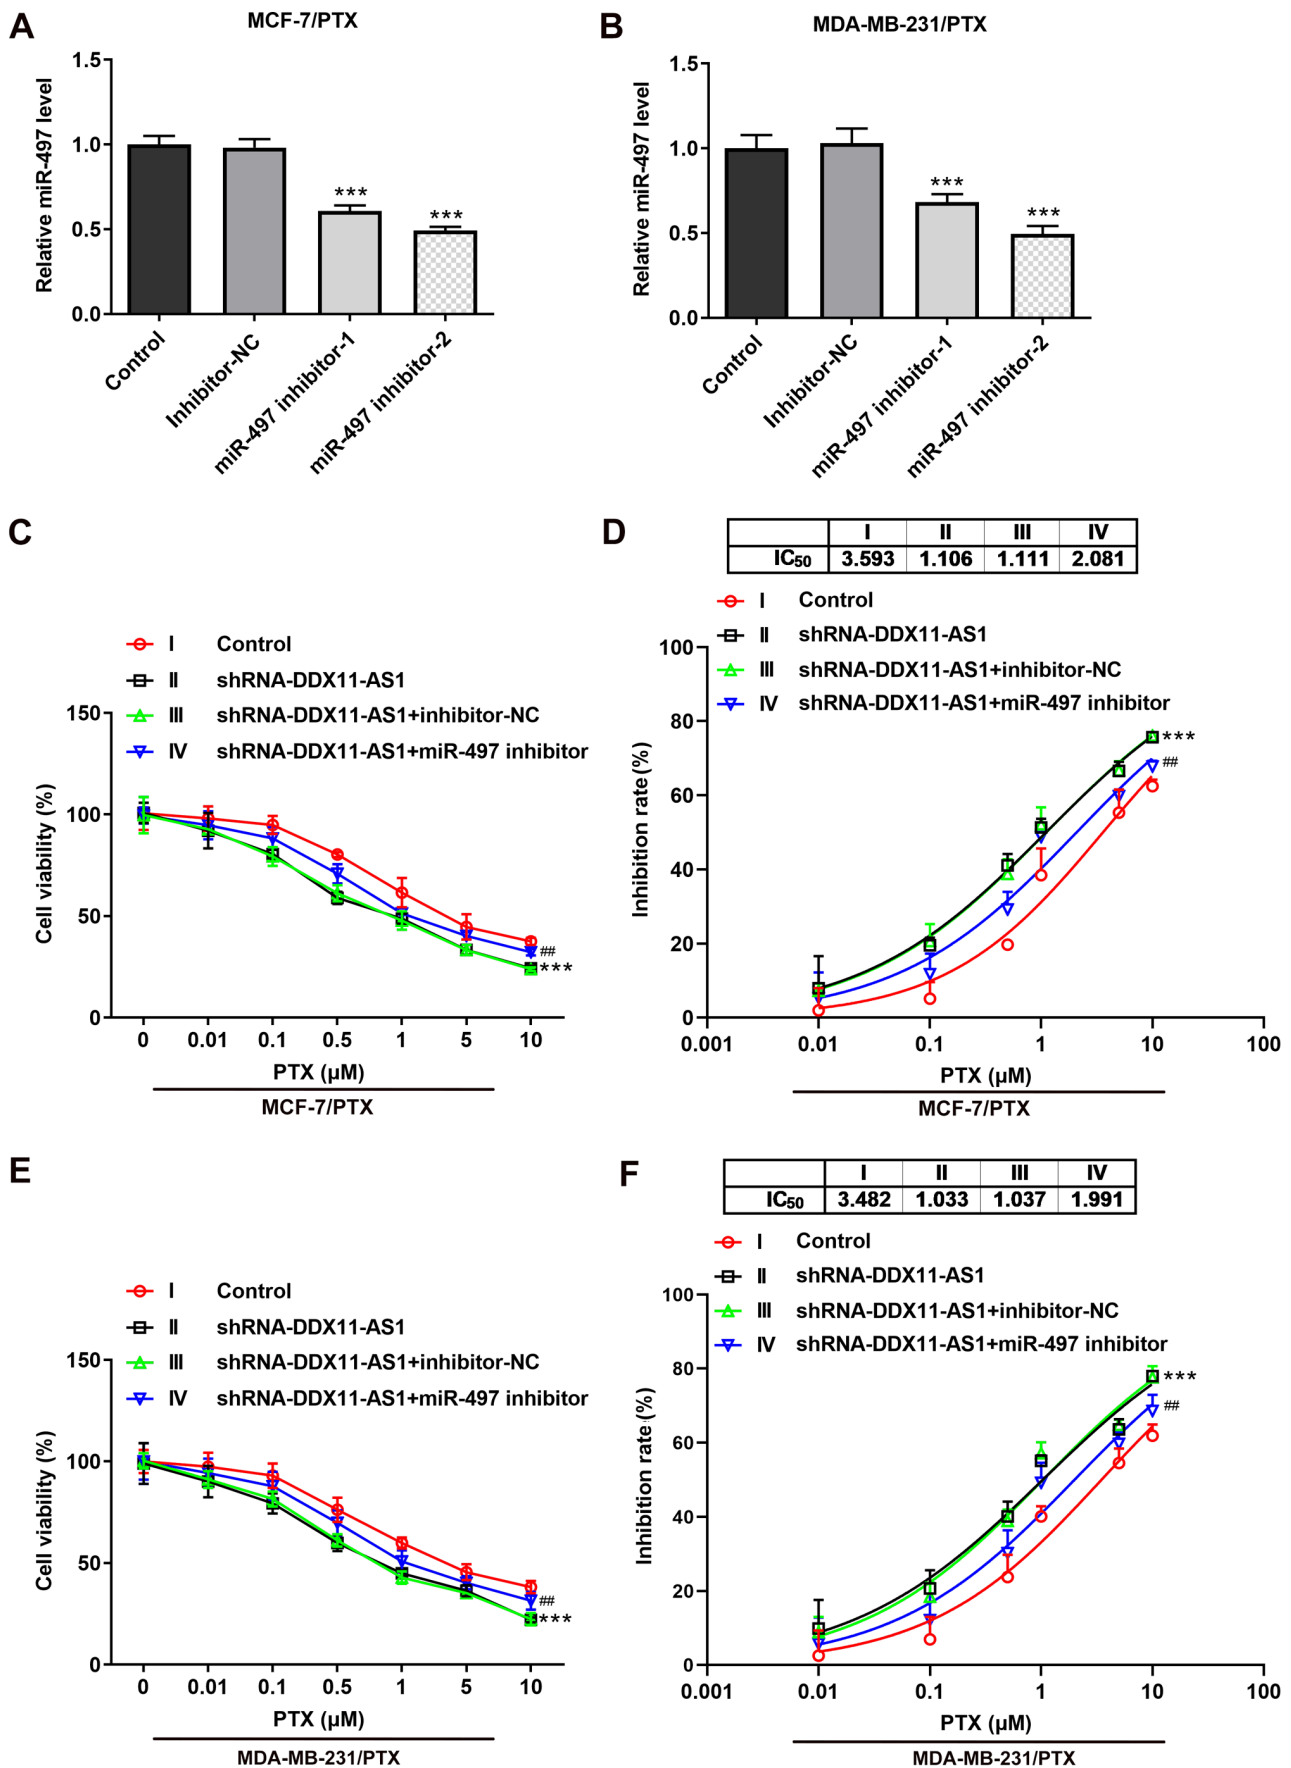 A
MCF-7/PTX
Relative miR-497 level
1.5
1.0
0.5
0.0
Control
Inhibitor-NC
miR-497 inhibitor-1
miR-497 inhibitor-2
***
***
B
MDA-MB-231/PTX
Relative miR-497 level
1.5
1.0
0.5
0.0
Control
Inhibitor-NC
miR-497 inhibitor-1
miR-497 inhibitor-2
***
***
C
I Control
II shRNA-DDX11-AS1
III shRNA-DDX11-AS1+inhibitor-NC
IV shRNA-DDX11-AS1+miR-497 inhibitor
Cell viability (%)
150
100
50
0
##
***
0 0.01 0.1 0.5 1 5 10
PTX (μM)
MCF-7/PTX
D
I II III IV
IC50 3.593 1.106 1.111 2.081
I Control
II shRNA-DDX11-AS1
III shRNA-DDX11-AS1+inhibitor-NC
IV shRNA-DDX11-AS1+miR-497 inhibitor
Inhibition rate (%)
100
80
60
40
20
0
***
##
0.001 0.01 0.1 1 10 100
PTX (μM)
MCF-7/PTX
E
I Control
II shRNA-DDX11-AS1
III shRNA-DDX11-AS1+inhibitor-NC
IV shRNA-DDX11-AS1+miR-497 inhibitor
Cell viability (%)
150
100
50
0
##
***
0 0.01 0.1 0.5 1 5 10
PTX (μM)
MDA-MB-231/PTX
F
I II III IV
IC50 3.482 1.033 1.037 1.991
I Control
II shRNA-DDX11-AS1
III shRNA-DDX11-AS1+inhibitor-NC
IV shRNA-DDX11-AS1+miR-497 inhibitor
Inhibition rate (%)
100
80
60
40
20
0
***
##
0.001 0.01 0.1 1 10 100
PTX (μM)
MDA-MB-231/PTX